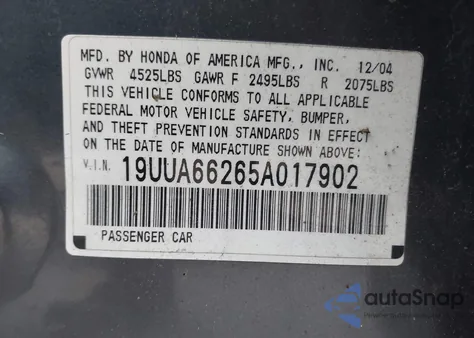 MFD. BY HONDA OF AMERICA MFG., INC. 12/04
GVWR 4525LBS GAWR F 2495LBS R 2075LBS
THIS VEHICLE CONFORMS TO ALL APPLICABLE
FEDERAL MOTOR VEHICLE SAFETY, BUMPER,
AND THEFT PREVENTION STANDARDS IN EFFECT
ON THE DATE OF MANUFACTURE SHOWN ABOVE:
V.I.N. 19UUA66265A017902
PASSENGER CAR
autoSnap